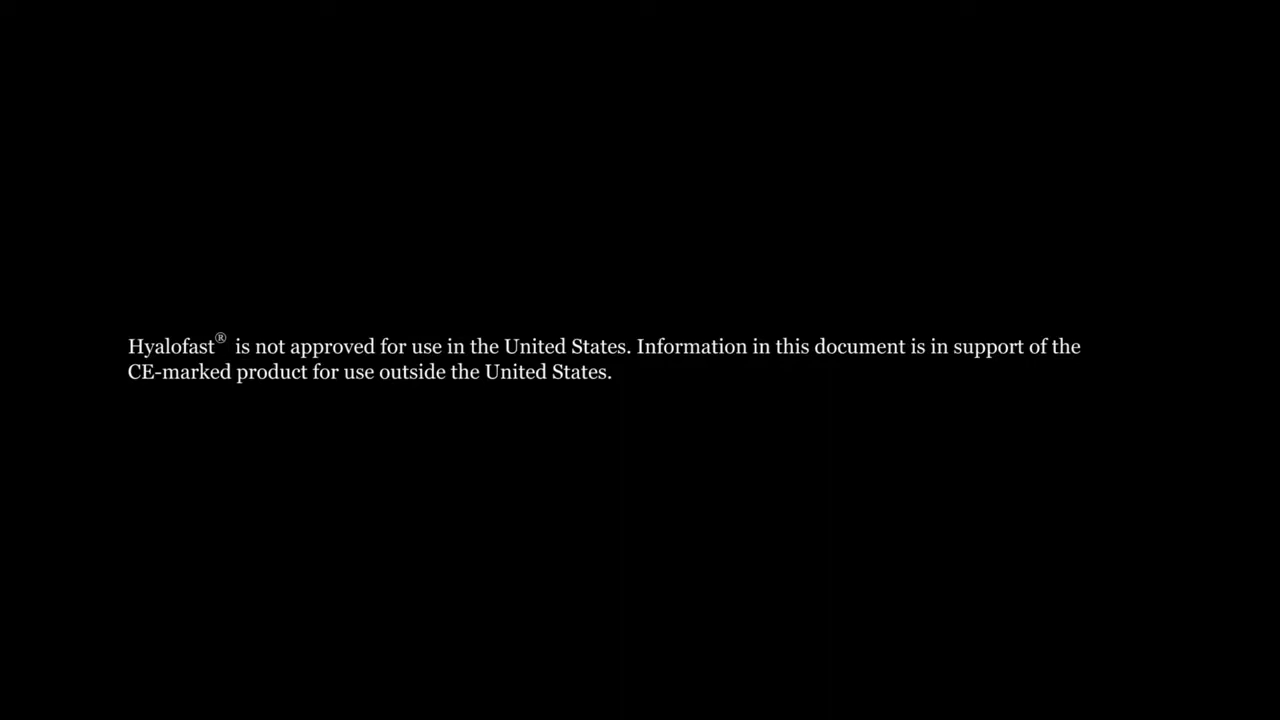 Hyalofast® is not approved for use in the United States. Information in this document is in support of the
CE-marked product for use outside the United States.